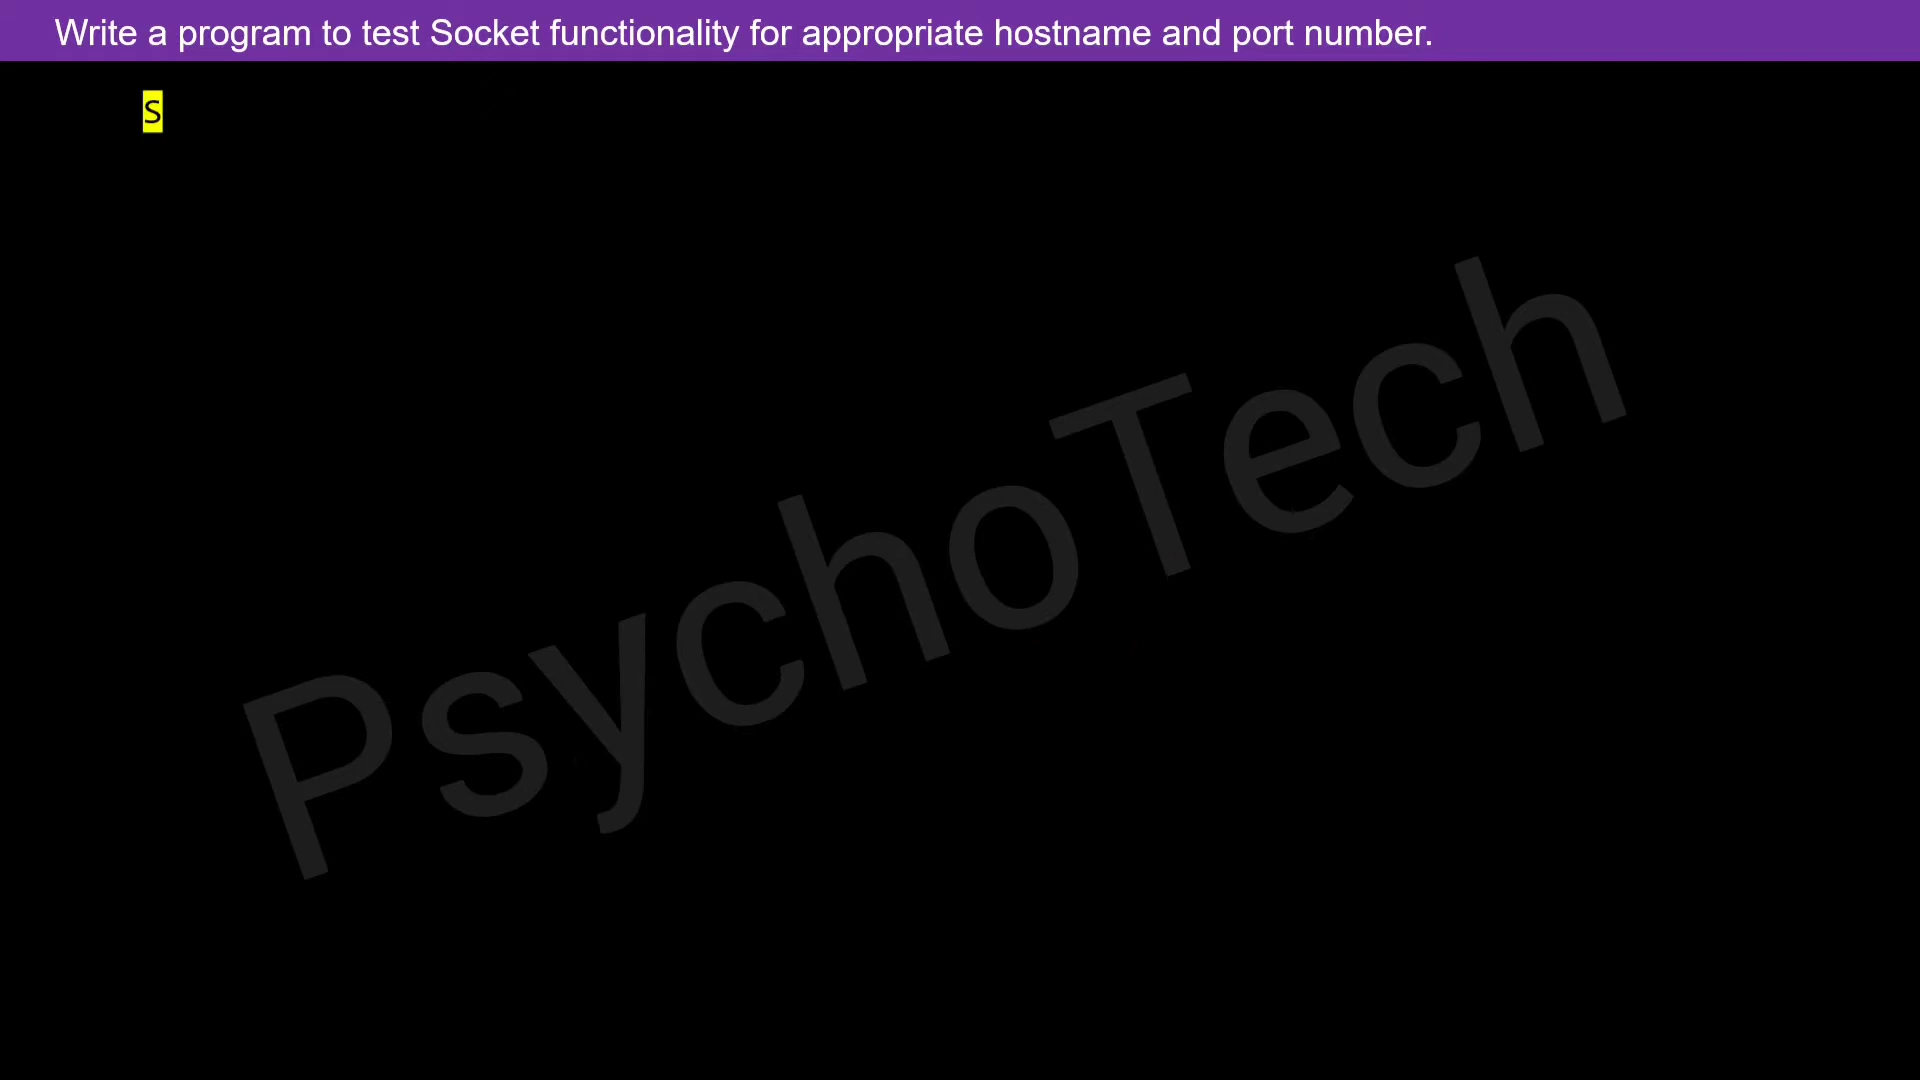 Write a program to test Socket functionality for appropriate hostname and port number.
S
PsychoTech